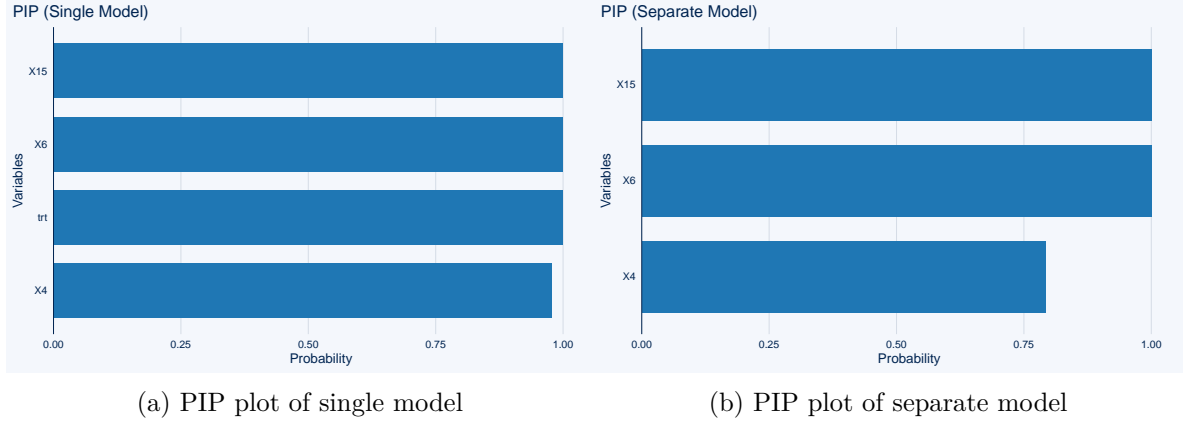 PIP (Single Model)
Variables
X15
X6
trt
X4
0.00 0.25 0.50 0.75 1.00
Probability
PIP (Separate Model)
Variables
X15
X6
X4
0.00 0.25 0.50 0.75 1.00
Probability
(a) PIP plot of single model
(b) PIP plot of separate model